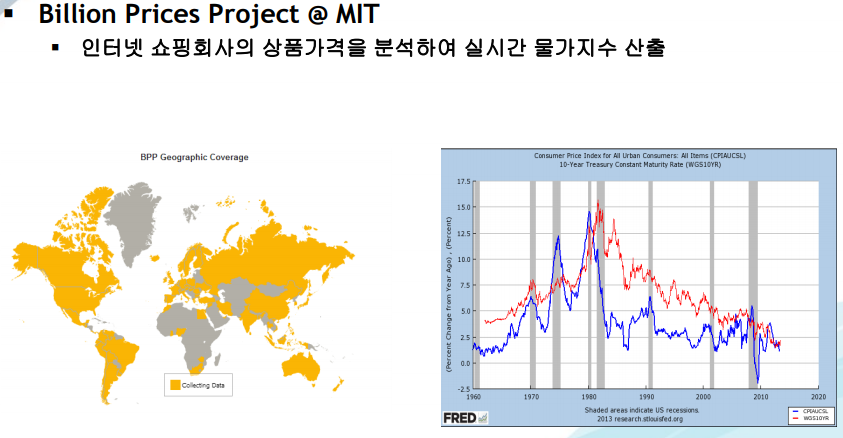 Billion Prices Project @ MIT
인터넷 쇼핑회사의 상품가격을 분석하여 실시간 물가지수 산출
BPP Geographic Coverage
Collecting Data
Consumer Price Index for All Urban Consumers: All Items (CPIAUCSL)
10-Year Treasury Constant Maturity Rate (WGS10YR)
(Percent Change from Year Ago) , (Percent)
17.5
15.0
12.5
10.0
7.5
5.0
2.5
0.0
-2.5
1960 1970 1980 1990 2000 2010 2020
Shaded areas indicate US recessions.
2013 research.stlouisfed.org
FRED
CPIAUCSL
WGS10YR